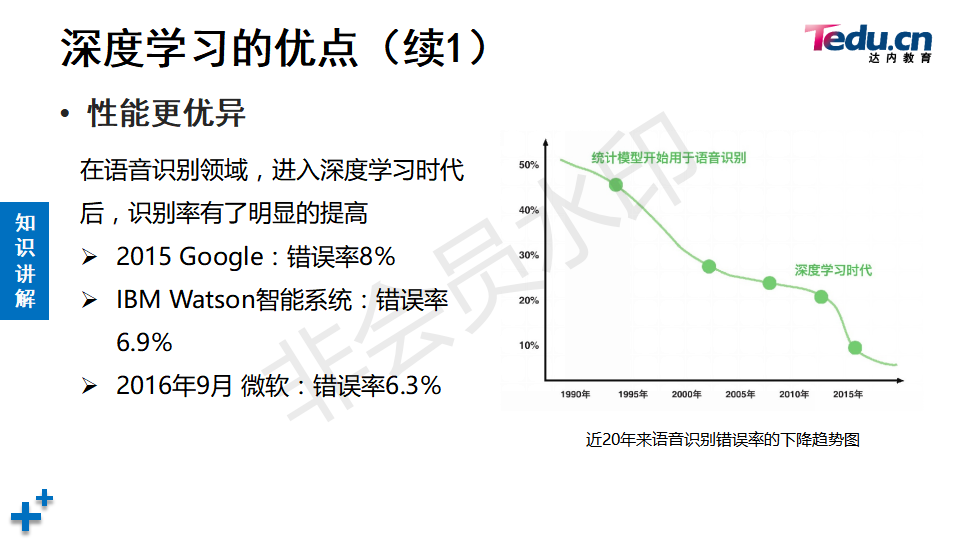 深度学习的优点（续1）
Tedu.cn
达内教育
• 性能更优异
知识讲解
在语音识别领域，进入深度学习时代
后，识别率有了明显的提高
➢ 2015 Google：错误率8%
➢ IBM Watson智能系统：错误率
6.9%
➢ 2016年9月 微软：错误率6.3%
统计模型开始用于语音识别
深度学习时代
50%
40%
30%
20%
10%
1990年 1995年 2000年 2005年 2010年 2015年
近20年来语音识别错误率的下降趋势图
非会员水印